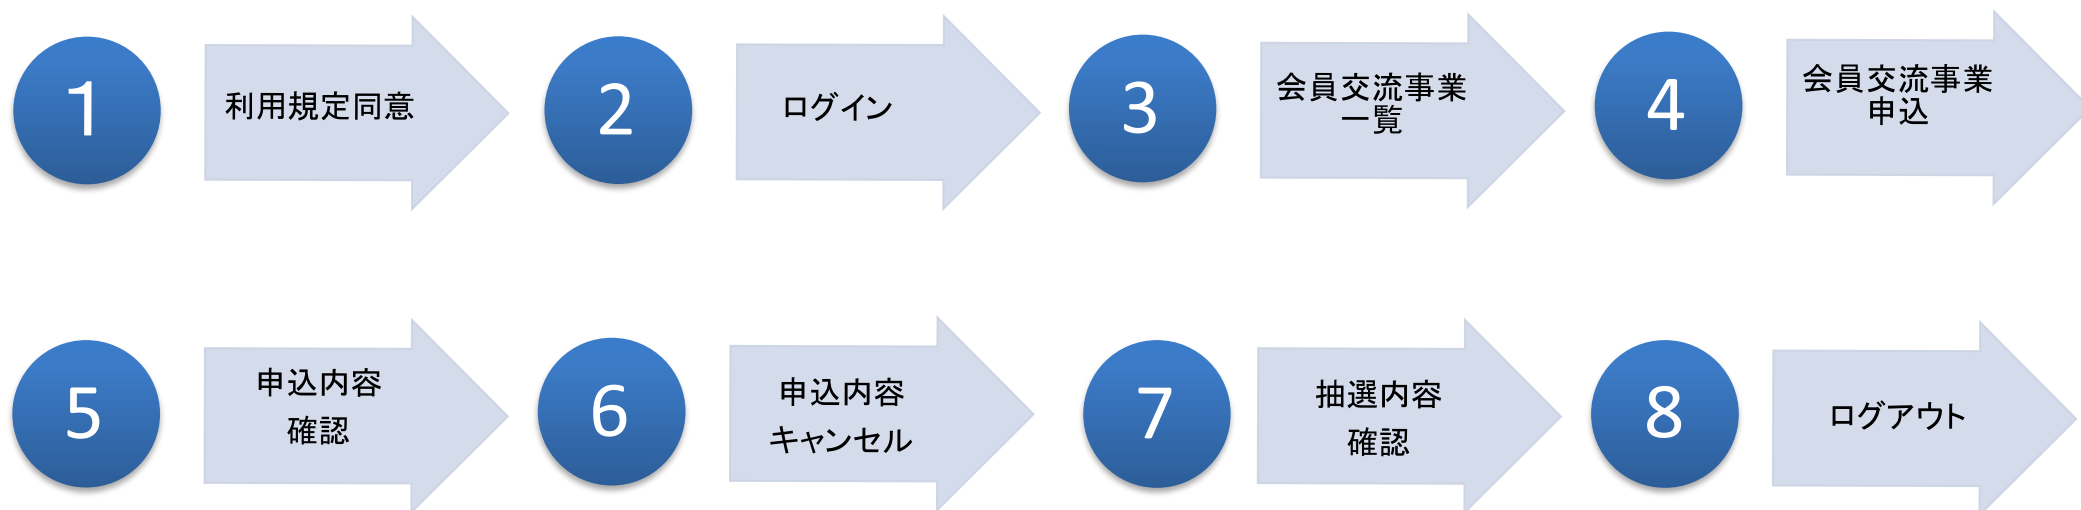 1
利用規定同意
2
ログイン
3
会員交流事業
一覧
4
会員交流事業
申込
5
申込内容
確認
6
申込内容
キャンセル
7
抽選内容
確認
8
ログアウト